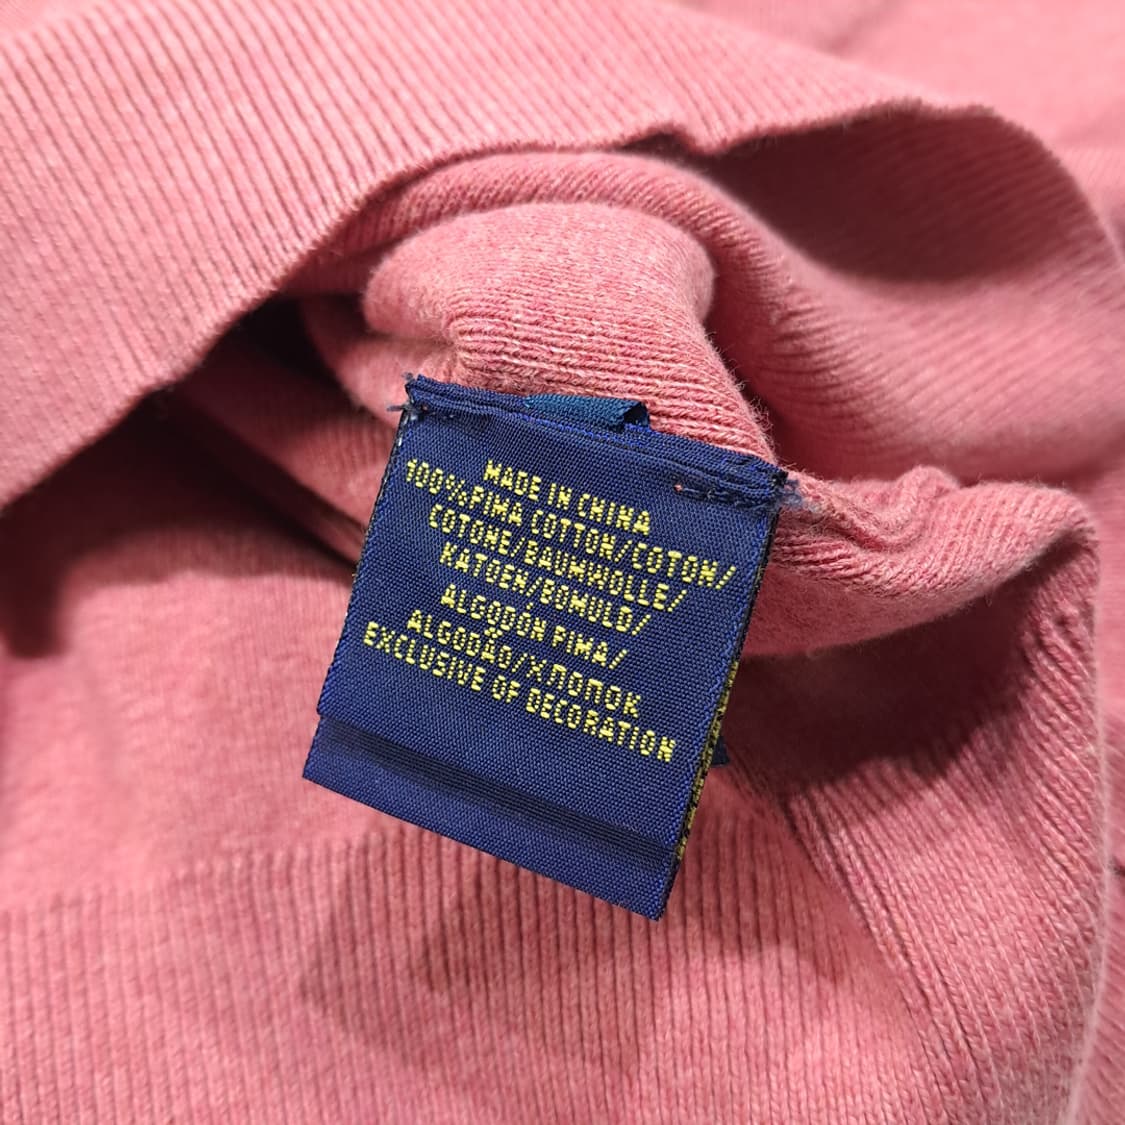 MADE IN CHINA
100%PIMA COTTON/COTON/
COTONE/BAUMWOLLE/
KATOEN/BOMULD/
ALGODÓN PIMA/
ALGODÃO/ХЛОПОК
EXCLUSIVE OF DECORATION